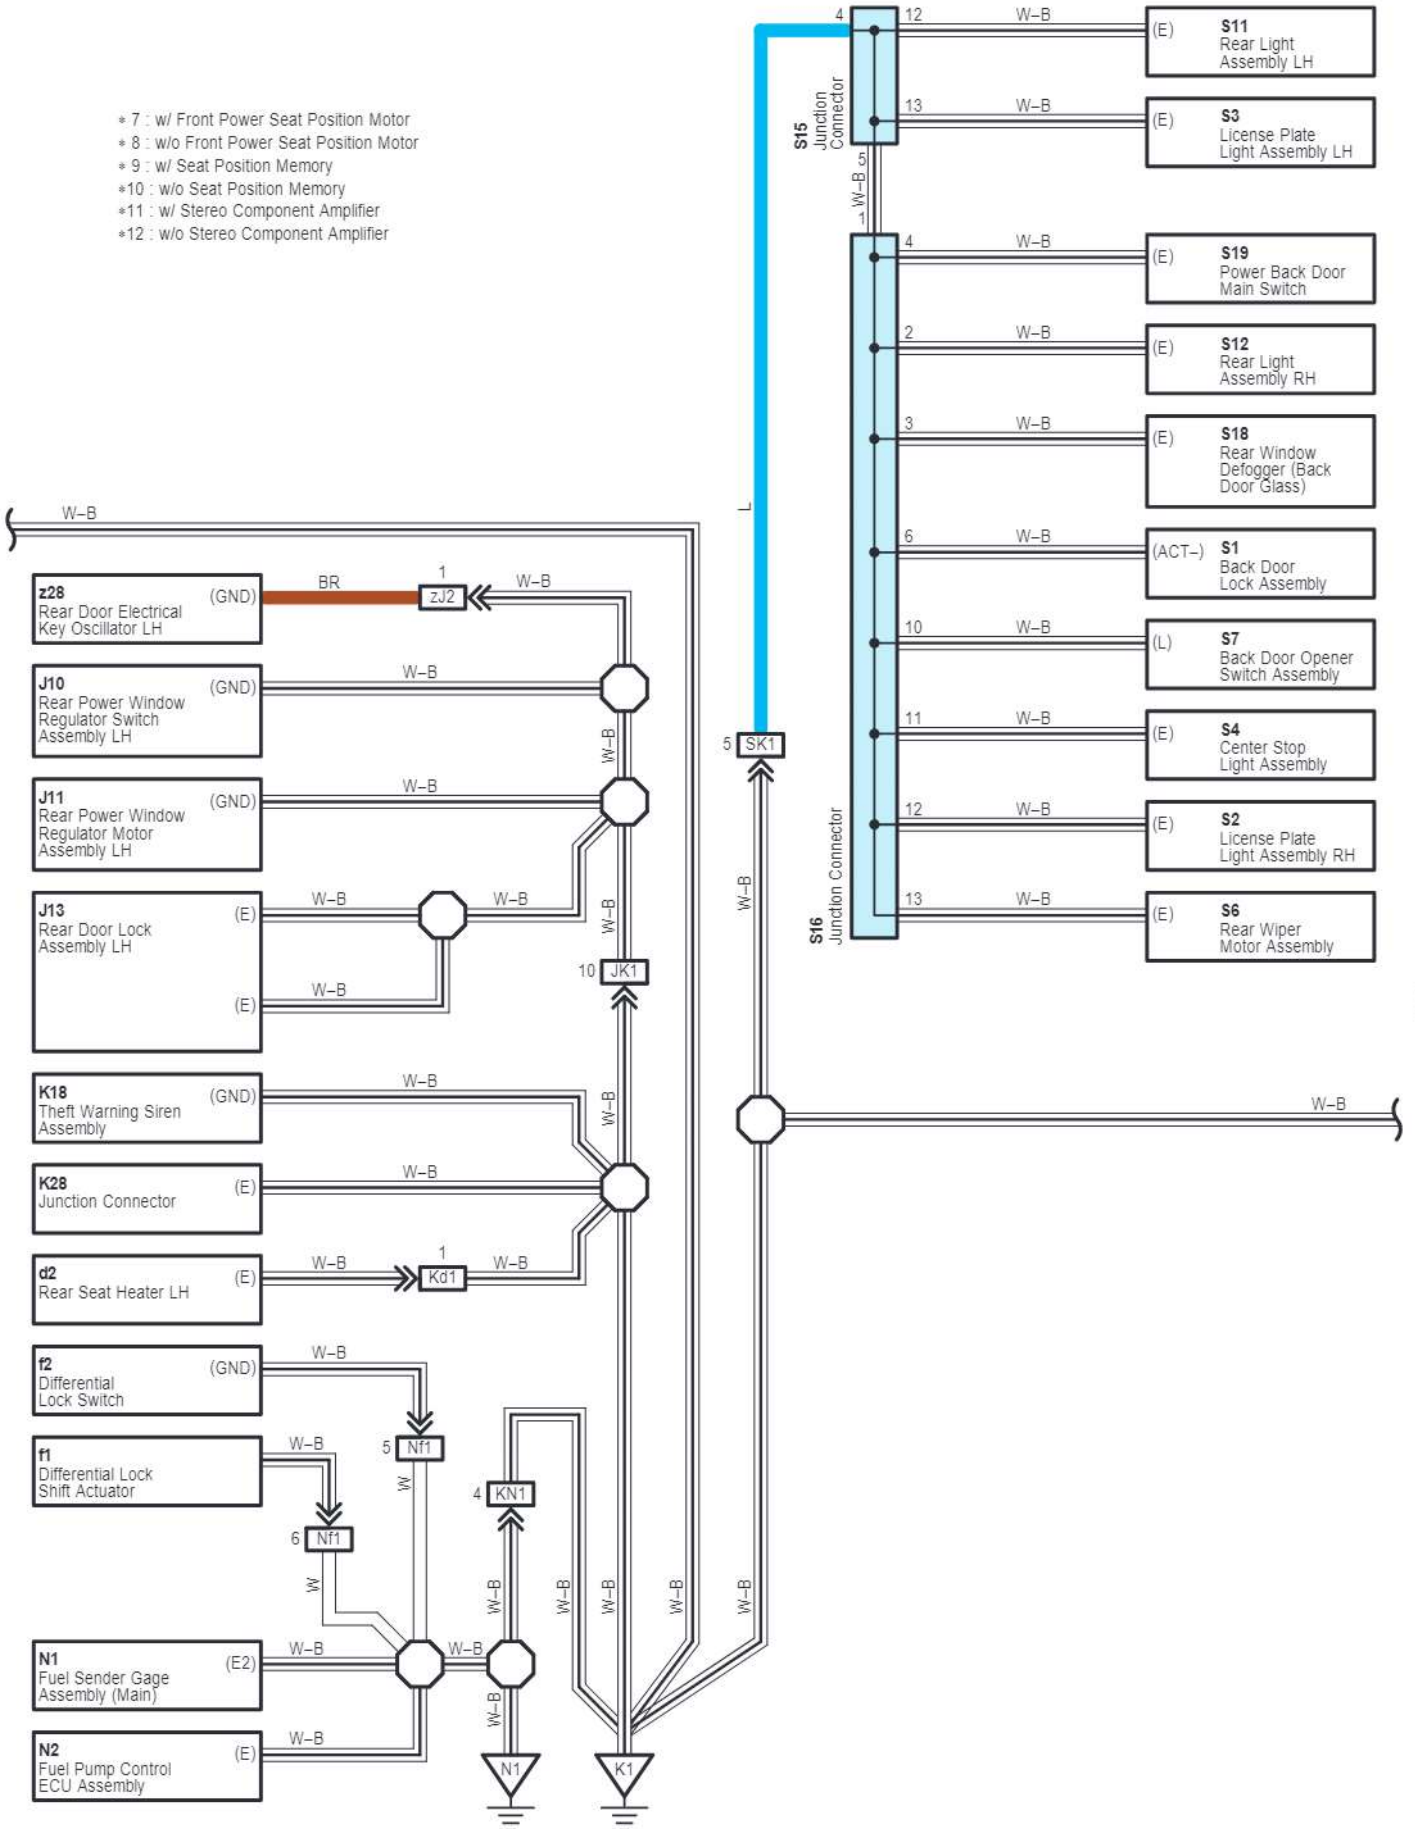 4
12
W–B
(E)
S11
Rear Light
Assembly LH
13
W–B
(E)
S3
License Plate
Light Assembly LH
S15
Junction
Connector
5
W–B
1
* 7 : w/ Front Power Seat Position Motor
* 8 : w/o Front Power Seat Position Motor
* 9 : w/ Seat Position Memory
*10 : w/o Seat Position Memory
*11 : w/ Stereo Component Amplifier
*12 : w/o Stereo Component Amplifier
4
W–B
(E)
S19
Power Back Door
Main Switch
2
W–B
(E)
S12
Rear Light
Assembly RH
3
W–B
(E)
S18
Rear Window
Defogger (Back
Door Glass)
6
W–B
(ACT–)
S1
Back Door
Lock Assembly
10
W–B
(L)
S7
Back Door Opener
Switch Assembly
11
W–B
(E)
S4
Center Stop
Light Assembly
12
W–B
(E)
S2
License Plate
Light Assembly RH
13
W–B
(E)
S6
Rear Wiper
Motor Assembly
S16
Junction Connector
L
5
SK1
W–B
W–B
W–B
z28
(GND)
Rear Door Electrical
Key Oscillator LH
BR
1
zJ2
W–B
J10
(GND)
Rear Power Window
Regulator Switch
Assembly LH
W–B
W–B
J11
(GND)
Rear Power Window
Regulator Motor
Assembly LH
W–B
J13
(E)
Rear Door Lock
Assembly LH
W–B
W–B
W–B
(E)
W–B
10
JK1
K18
(GND)
Theft Warning Siren
Assembly
W–B
W–B
K28
(E)
Junction Connector
W–B
d2
(E)
Rear Seat Heater LH
W–B
1
Kd1
W–B
f2
(GND)
Differential
Lock Switch
W–B
5
Nf1
W
f1
Differential Lock
Shift Actuator
W–B
6
Nf1
W
4
KN1
W–B
W–B
W–B
W–B
W–B
N1
(E2)
Fuel Sender Gage
Assembly (Main)
W–B
W–B
W–B
N2
(E)
Fuel Pump Control
ECU Assembly
W–B
N1
K1